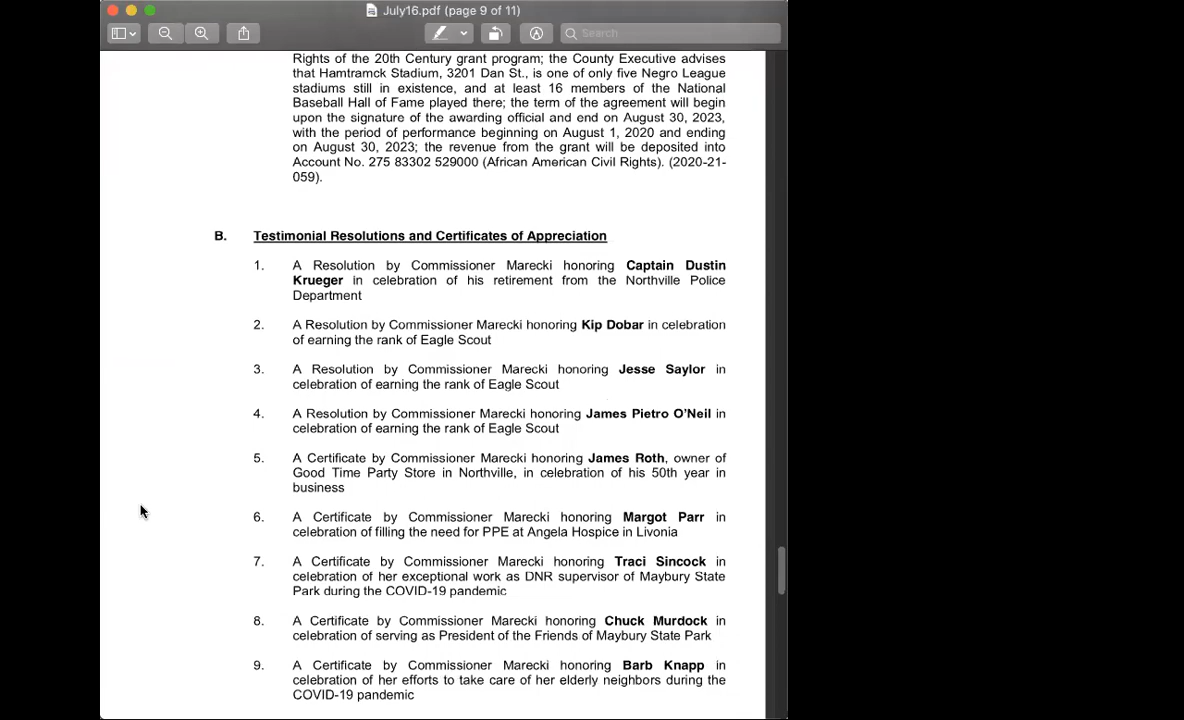 July16.pdf (page 9 of 11)
Search
Rights of the 20th Century grant program; the County Executive advises
that Hamtramck Stadium, 3201 Dan St., is one of only five Negro League
stadiums still in existence, and at least 16 members of the National
Baseball Hall of Fame played there; the term of the agreement will begin
upon the signature of the awarding official and end on August 30, 2023,
with the period of performance beginning on August 1, 2020 and ending
on August 30, 2023; the revenue from the grant will be deposited into
Account No. 275 83302 529000 (African American Civil Rights). (2020-21-
059).
B. Testimonial Resolutions and Certificates of Appreciation
1. A Resolution by Commissioner Marecki honoring Captain Dustin
Krueger in celebration of his retirement from the Northville Police
Department
2. A Resolution by Commissioner Marecki honoring Kip Dobar in celebration
of earning the rank of Eagle Scout
3. A Resolution by Commissioner Marecki honoring Jesse Saylor in
celebration of earning the rank of Eagle Scout
4. A Resolution by Commissioner Marecki honoring James Pietro O'Neil in
celebration of earning the rank of Eagle Scout
5. A Certificate by Commissioner Marecki honoring James Roth, owner of
Good Time Party Store in Northville, in celebration of his 50th year in
business
6. A Certificate by Commissioner Marecki honoring Margot Parr in
celebration of filling the need for PPE at Angela Hospice in Livonia
7. A Certificate by Commissioner Marecki honoring Traci Sincock in
celebration of her exceptional work as DNR supervisor of Maybury State
Park during the COVID-19 pandemic
8. A Certificate by Commissioner Marecki honoring Chuck Murdock in
celebration of serving as President of the Friends of Maybury State Park
9. A Certificate by Commissioner Marecki honoring Barb Knapp in
celebration of her efforts to take care of her elderly neighbors during the
COVID-19 pandemic